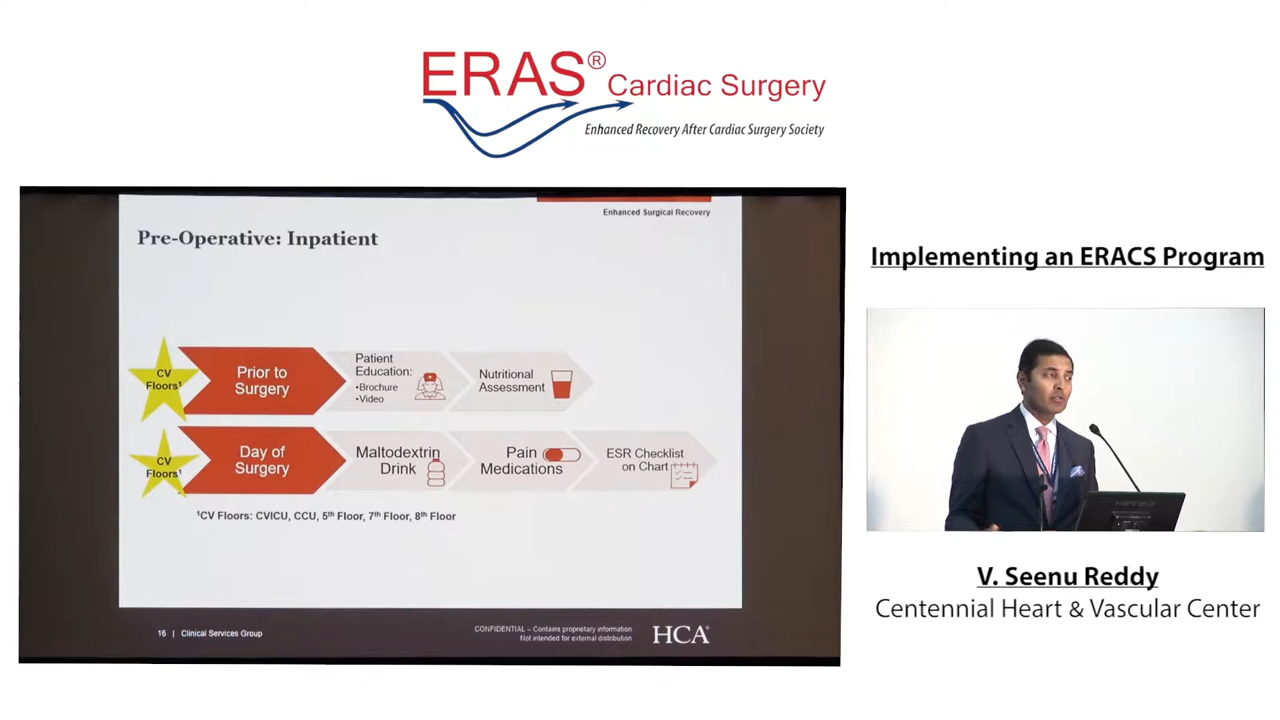 ERAS® Cardiac Surgery
Enhanced Recovery After Cardiac Surgery Society
Enhanced Surgical Recovery
Pre-Operative: Inpatient
CV
Floors¹
Prior to
Surgery
Patient
Education:
•Brochure
•Video
Nutritional
Assessment
CV
Floors¹
Day of
Surgery
Maltodextrin
Drink
Pain
Medications
ESR Checklist
on Chart
¹CV Floors: CVICU, CCU, 5th Floor, 7th Floor, 8th Floor
16 | Clinical Services Group
CONFIDENTIAL – Contains proprietary information.
Not intended for external distribution
HCA®
Implementing an ERACS Program
V. Seenu Reddy
Centennial Heart & Vascular Center